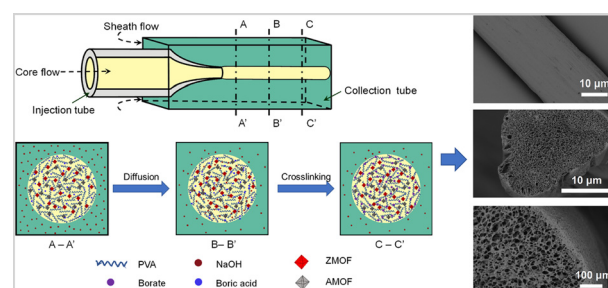 Sheath flow
A
B
C
Core flow
Injection tube
Collection tube
A'
B'
C'
10 µm
10 µm
100 µm
Diffusion
Crosslinking
A – A'
B– B'
C – C'
PVA
NaOH
ZMOF
Borate
Boric acid
AMOF